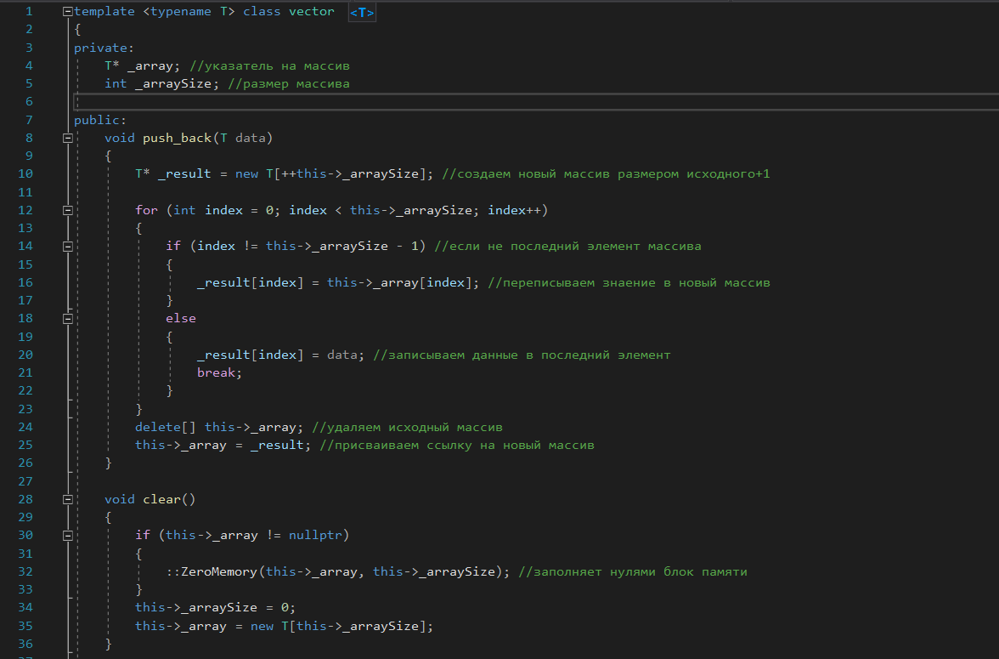 1 template <typename T> class vector <T>
2 {
3 private:
4 T* _array; //указатель на массив
5 int _arraySize; //размер массива
6
7 public:
8 void push_back(T data)
9 {
10 T* _result = new T[++this->_arraySize]; //создаем новый массив размером исходного+1
11
12 for (int index = 0; index < this->_arraySize; index++)
13 {
14 if (index != this->_arraySize - 1) //если не последний элемент массива
15 {
16 _result[index] = this->_array[index]; //переписываем знаение в новый массив
17 }
18 else
19 {
20 _result[index] = data; //записываем данные в последний элемент
21 break;
22 }
23 }
24 delete[] this->_array; //удаляем исходный массив
25 this->_array = _result; //присваиваем ссылку на новый массив
26 }
27
28 void clear()
29 {
30 if (this->_array != nullptr)
31 {
32 ::ZeroMemory(this->_array, this->_arraySize); //заполняет нулями блок памяти
33 }
34 this->_arraySize = 0;
35 this->_array = new T[this->_arraySize];
36 }